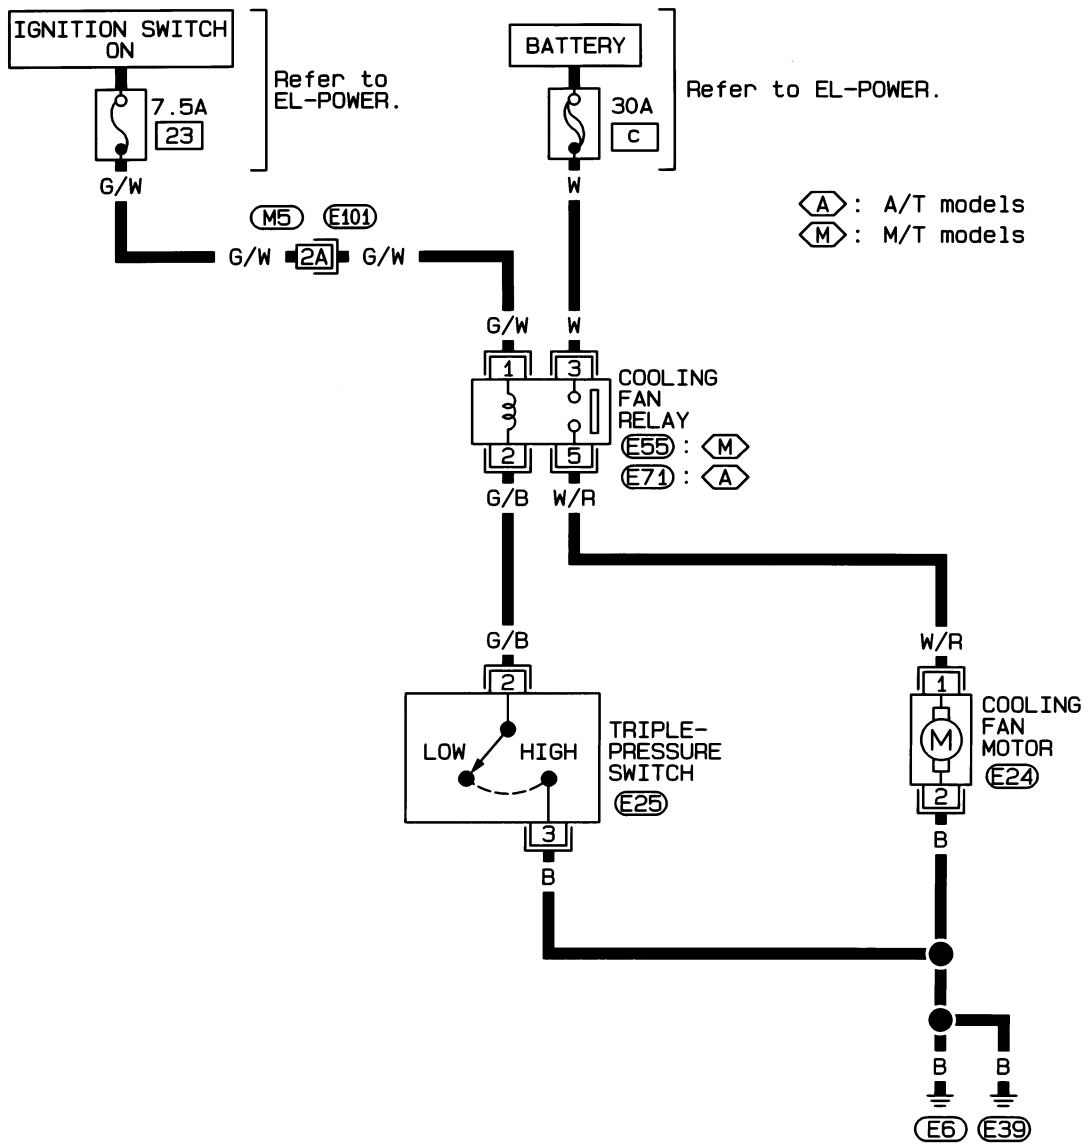 IGNITION SWITCH
ON
BATTERY
Refer to
EL-POWER.
Refer to EL-POWER.
7.5A
23
30A
C
G/W
W
M5
E101
A : A/T models
M : M/T models
G/W
2A
G/W
G/W
W
1
3
COOLING
FAN
RELAY
E55 : M
E71 : A
2
5
G/B
W/R
G/B
W/R
2
1
COOLING
FAN
MOTOR
E24
M
LOW
HIGH
TRIPLE-
PRESSURE
SWITCH
E25
2
3
B
B
B
B
E6
E39